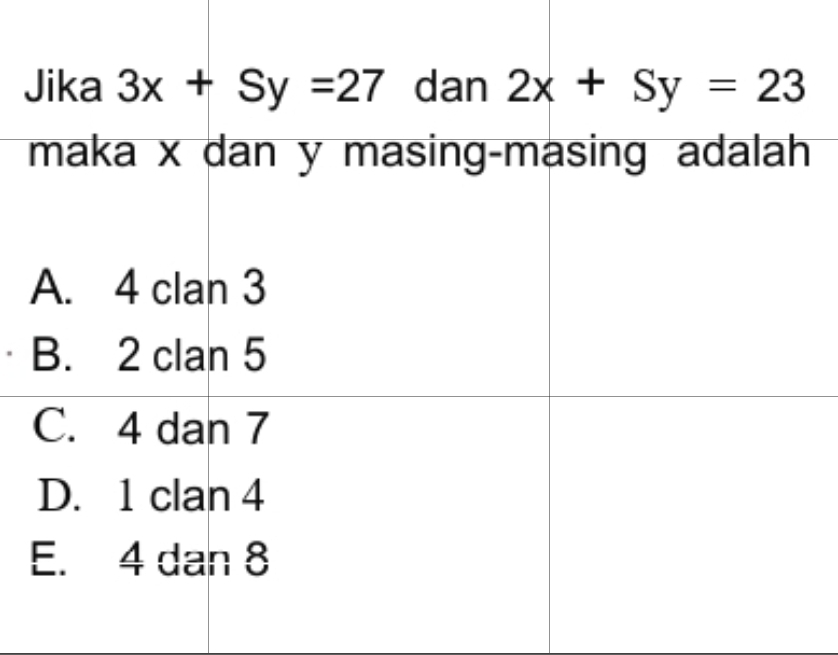 Jika 3x + Sy =27 dan 2x + Sy = 23
maka x dan y masing-masing adalah
A. 4 clan 3
B. 2 clan 5
C. 4 dan 7
D. 1 clan 4
E. 4 dan 8